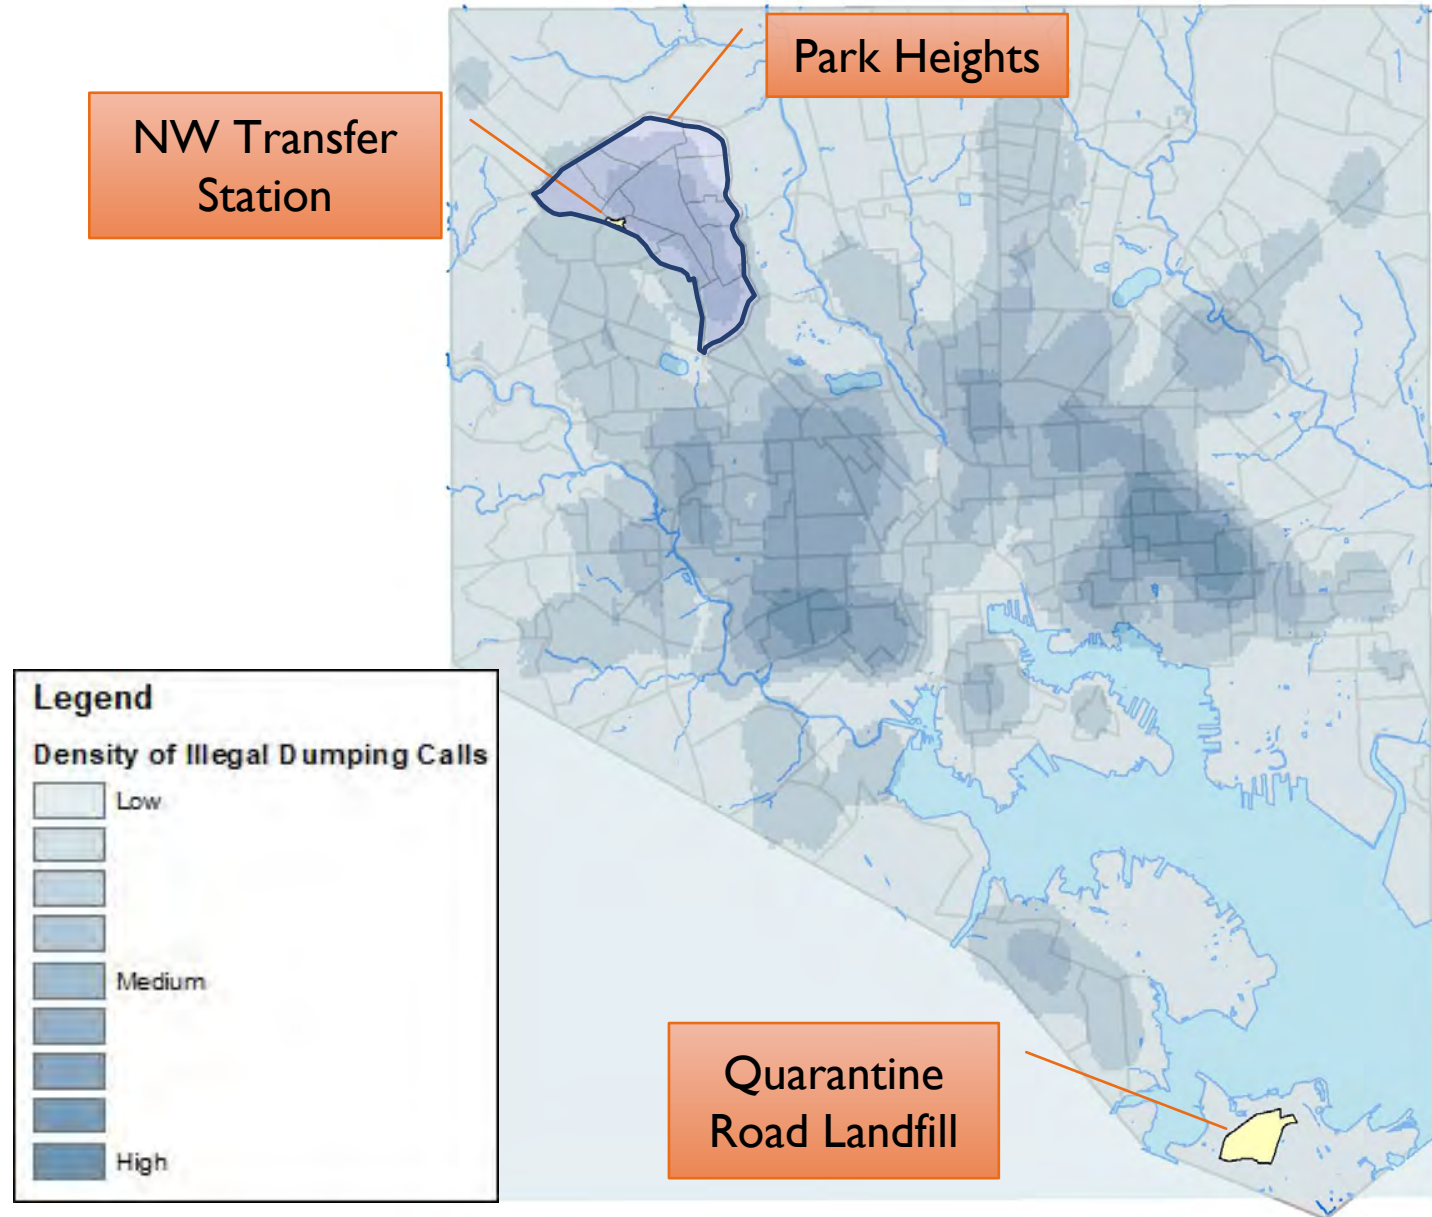 Park Heights
NW Transfer
Station
Legend
Density of Illegal Dumping Calls
Low
Medium
High
Quarantine
Road Landfill